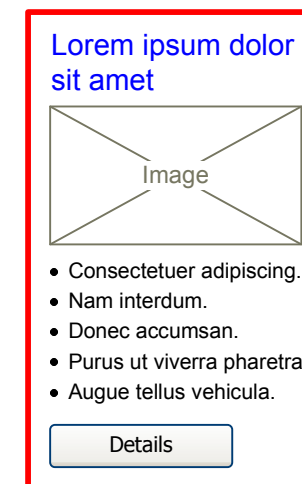 Lorem ipsum dolor
sit amet
Image
• Consectetuer adipiscing.
• Nam interdum.
• Donec accumsan.
• Purus ut viverra pharetra
• Augue tellus vehicula.
Details